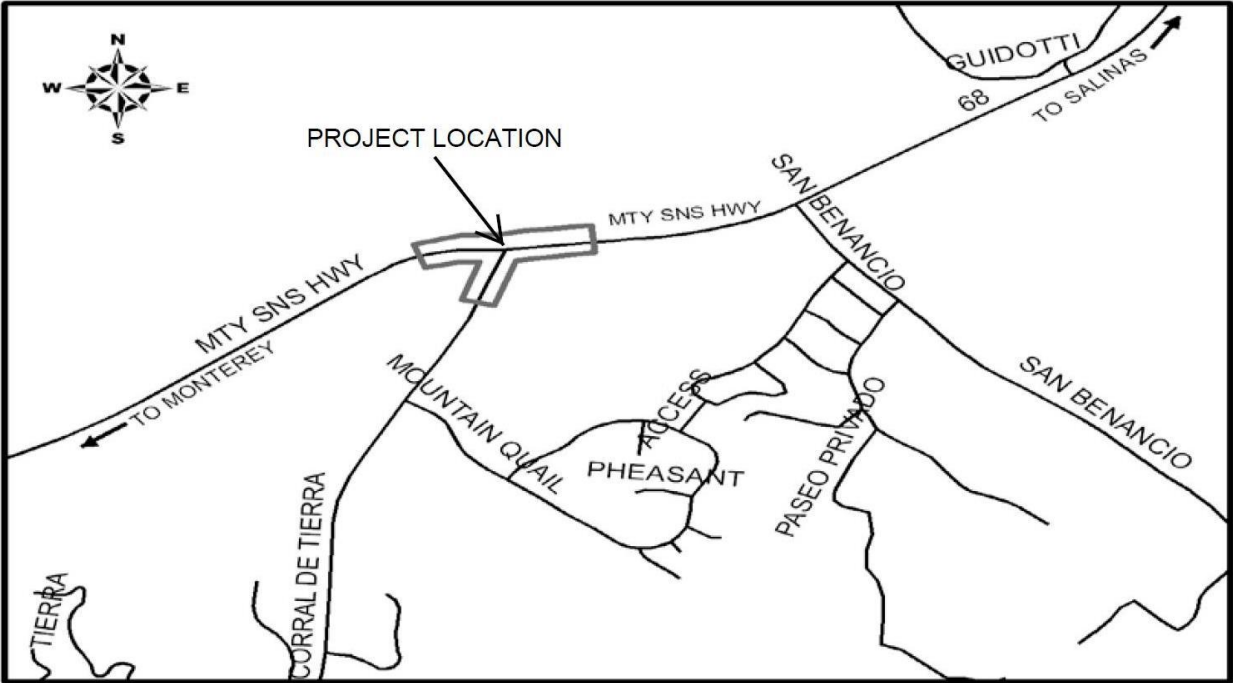 N
W E
S
GUIDOTTI
68
TO SALINAS
PROJECT LOCATION
SAN BENANCIO
MTY SNS HWY
MTY SNS HWY
TO MONTEREY
MOUNTAIN QUAIL
ACCESS
SAN BENANCIO
PHEASANT
PASEO PRIVADO
CORRAL DE TIERRA
TIERRA